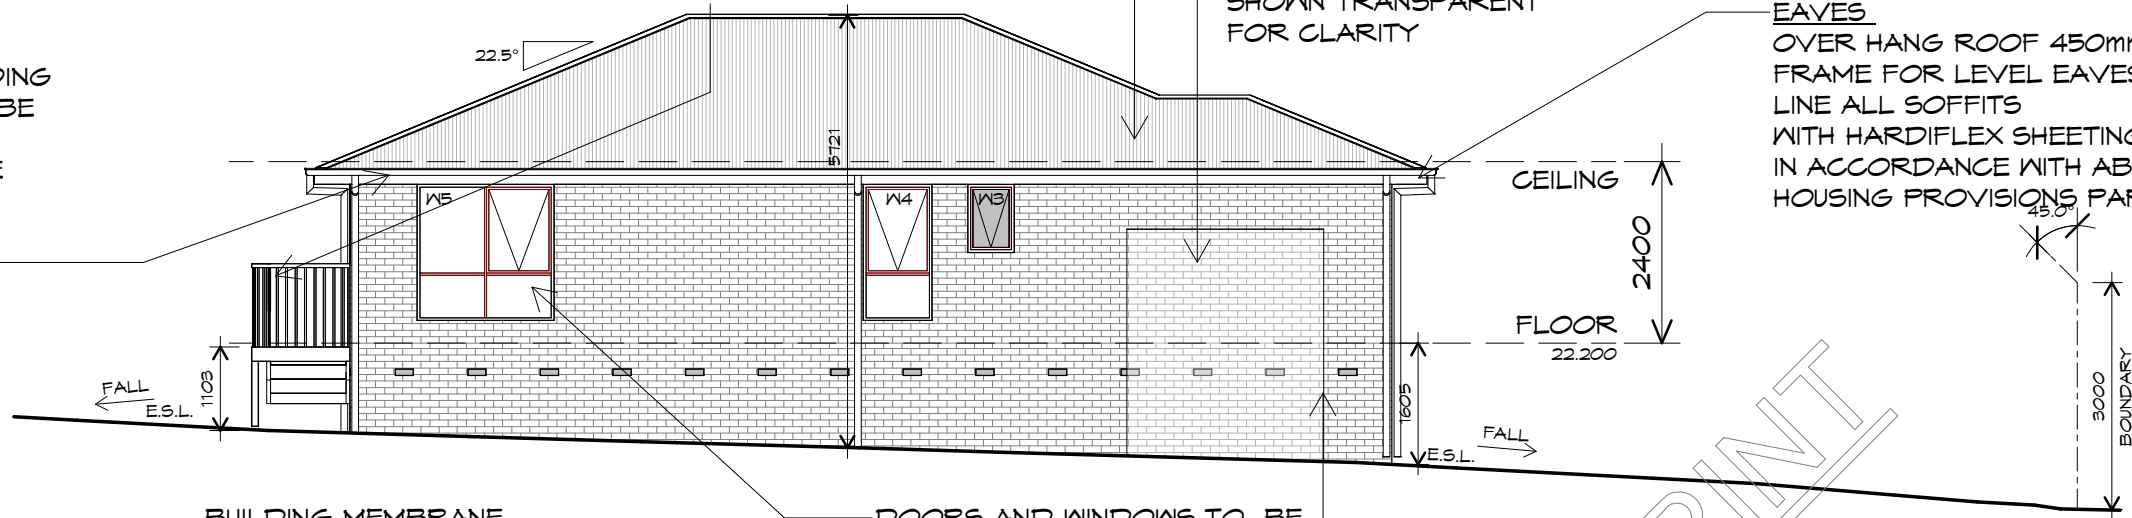 SHOWN TRANSPARENT
FOR CLARITY
EAVES
OVER HANG ROOF 450mm
FRAME FOR LEVEL EAVES
LINE ALL SOFFITS
WITH HARDIFLEX SHEETING
IN ACCORDANCE WITH AB
HOUSING PROVISIONS PAR
DING
BE
E
22.5°
5721
CEILING
2400
FLOOR
22.200
W5
W4
W3
45.0°
3000
BOUNDARY
1103
FALL
E.S.L.
1605
FALL
E.S.L.
RINT
BUILDING MEMBRANE
DOORS AND WINDOWS TO BE